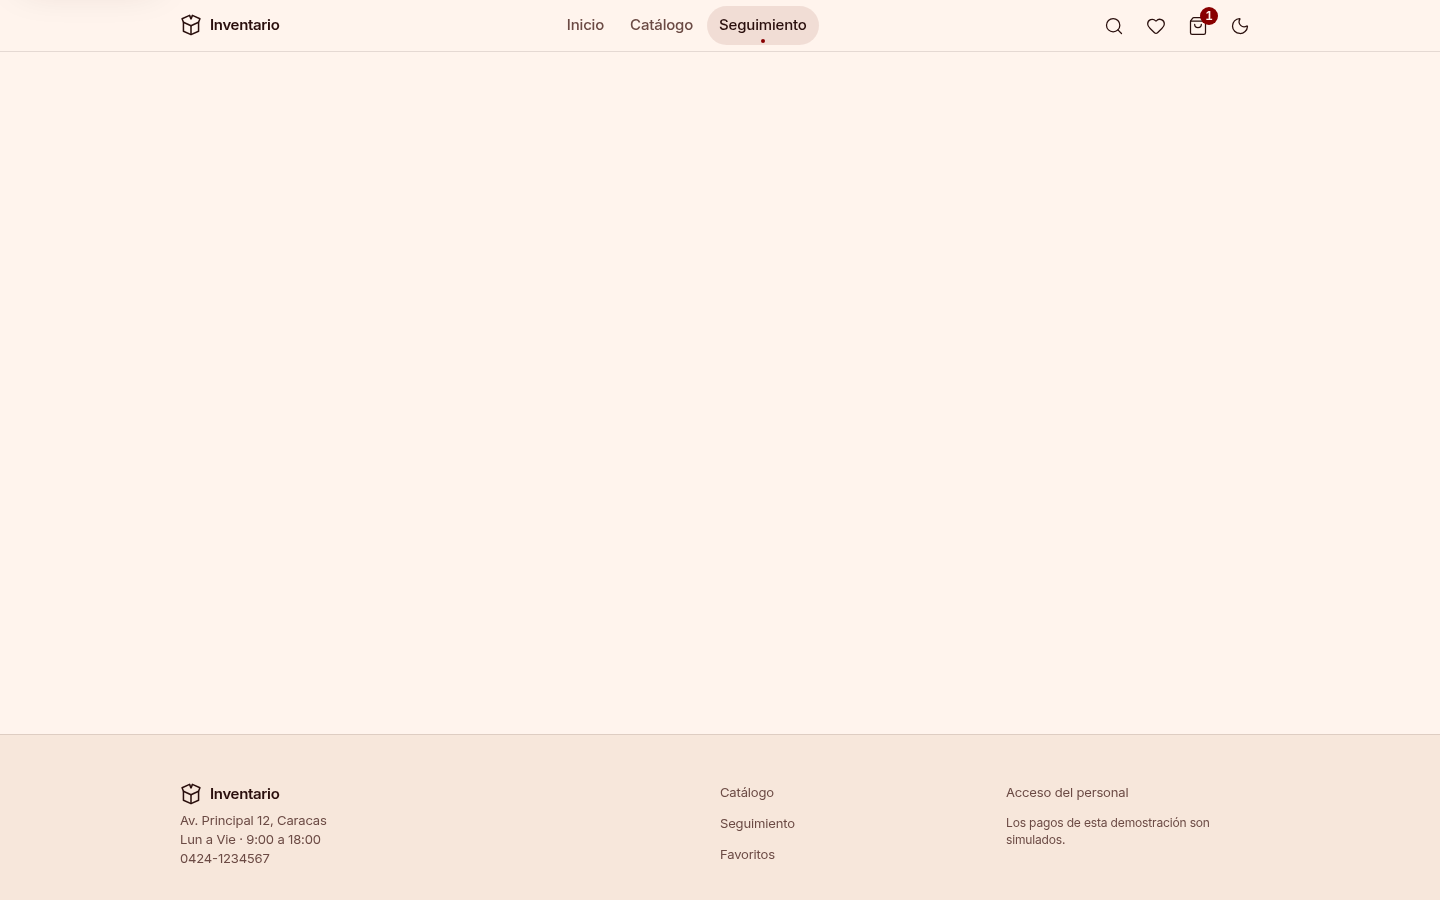 Inventario
Inicio
Catálogo
Seguimiento
1
Inventario
Av. Principal 12, Caracas
Lun a Vie · 9:00 a 18:00
0424-1234567
Catálogo
Seguimiento
Favoritos
Acceso del personal
Los pagos de esta demostración son
simulados.